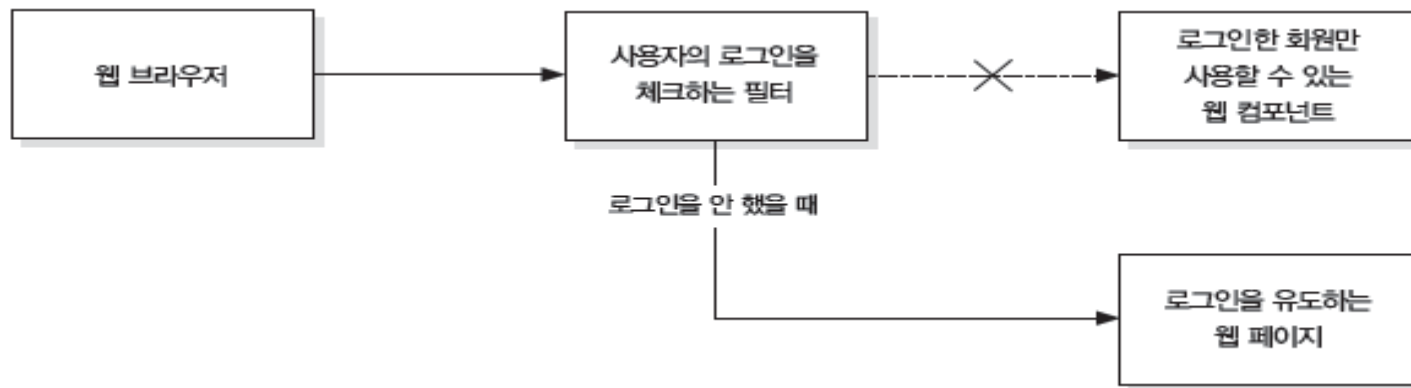 웹 브라우저
사용자의 로그인을
체크하는 필터
로그인한 회원만
사용할 수 있는
웹 컴포넌트
로그인을 안 했을 때
로그인을 유도하는
웹 페이지